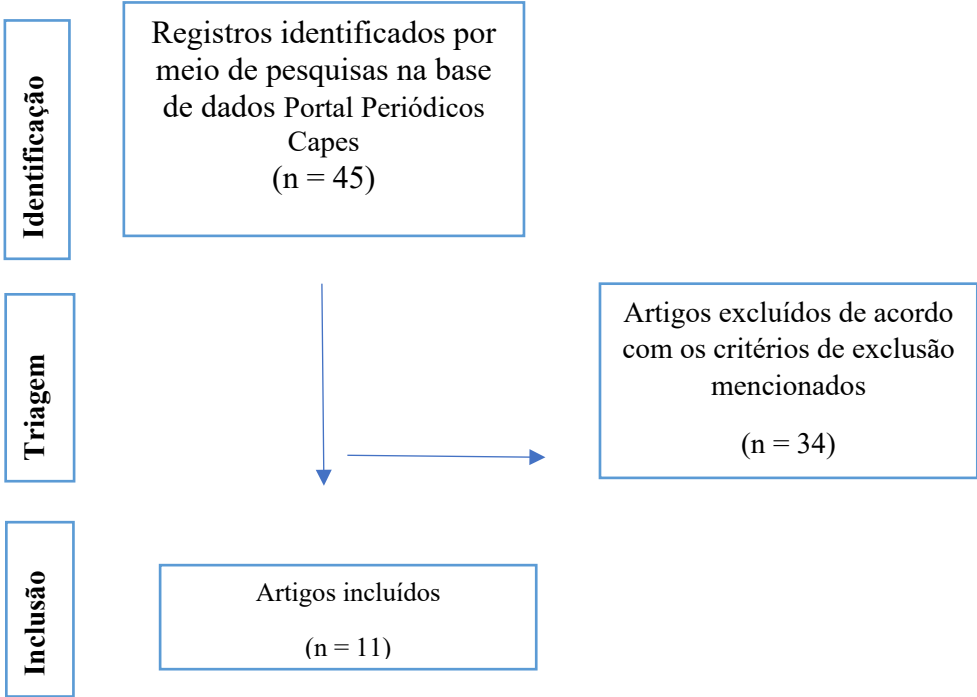 Identificação
Registros identificados por
meio de pesquisas na base
de dados Portal Periódicos
Capes
(n = 45)
Triagem
Artigos excluídos de acordo
com os critérios de exclusão
mencionados
(n = 34)
Inclusão
Artigos incluídos
(n = 11)